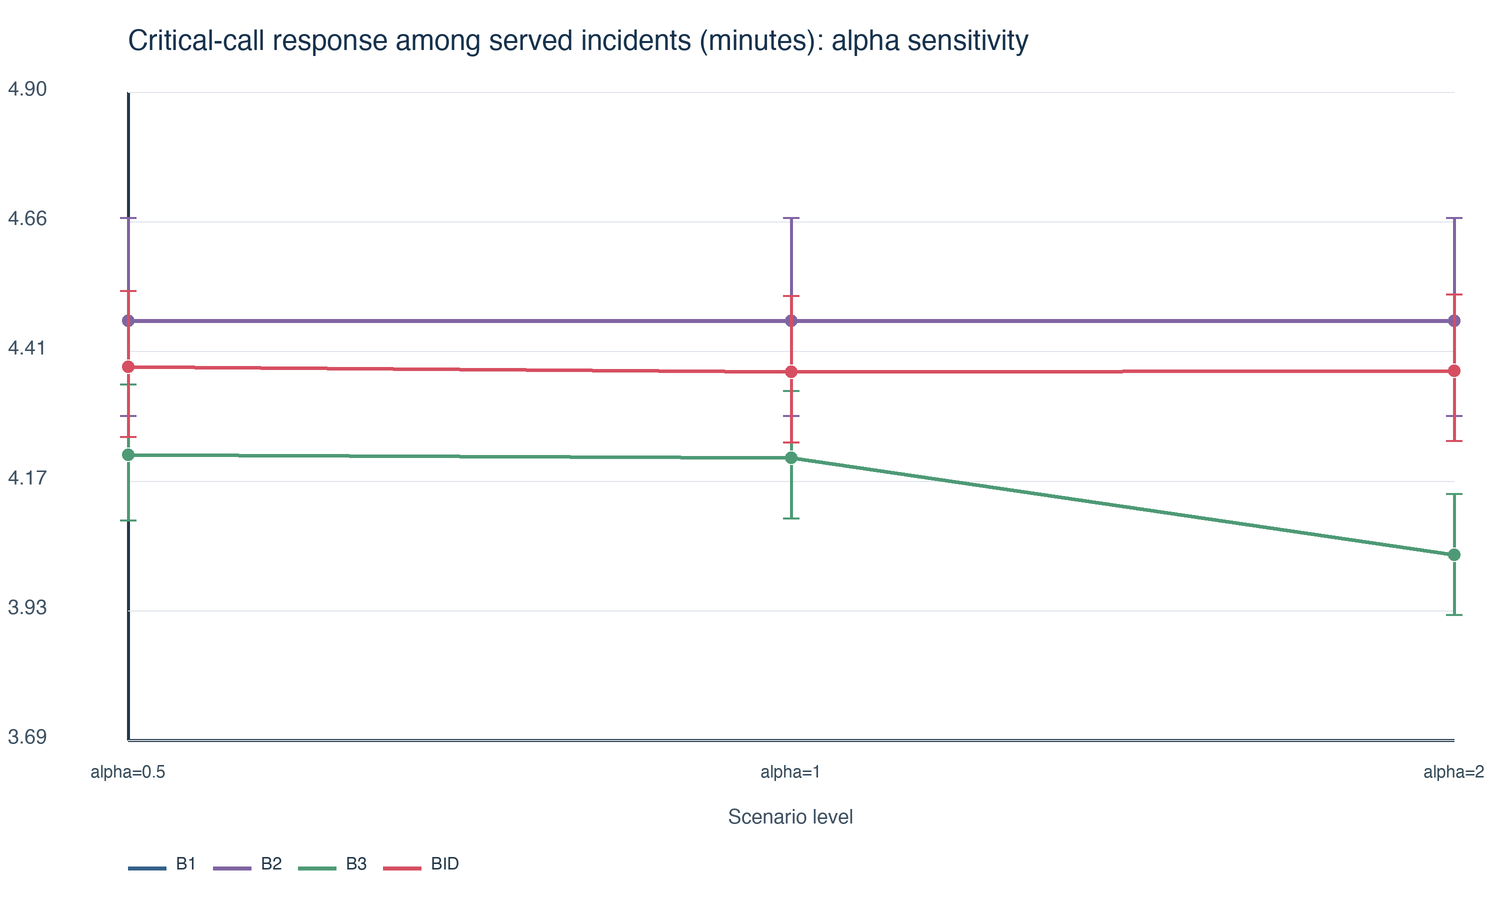 Critical-call response among served incidents (minutes): alpha sensitivity
4.90
4.66
4.41
4.17
3.93
3.69
alpha=0.5 alpha=1 alpha=2
Scenario level
B1 B2 B3 BID